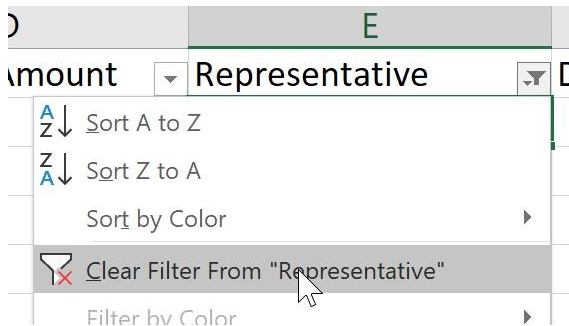 E
Amount Representative
Sort A to Z
Sort Z to A
Sort by Color
Clear Filter From "Representative"
Filter by Color